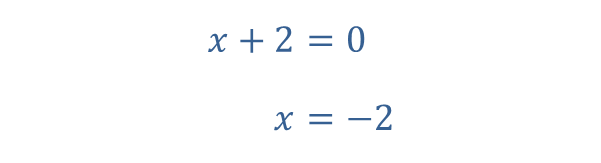 x + 2 = 0
x = −2